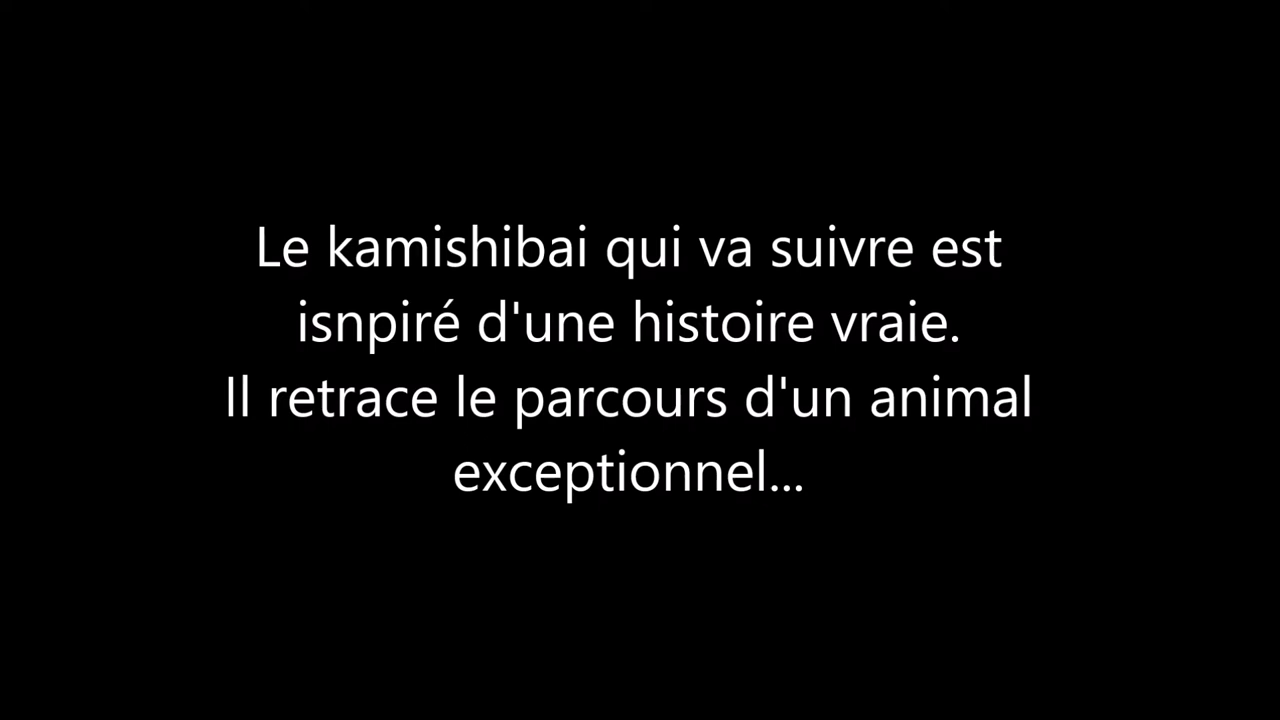 Le kamishibai qui va suivre est
isnpiré d'une histoire vraie.
Il retrace le parcours d'un animal
exceptionnel...